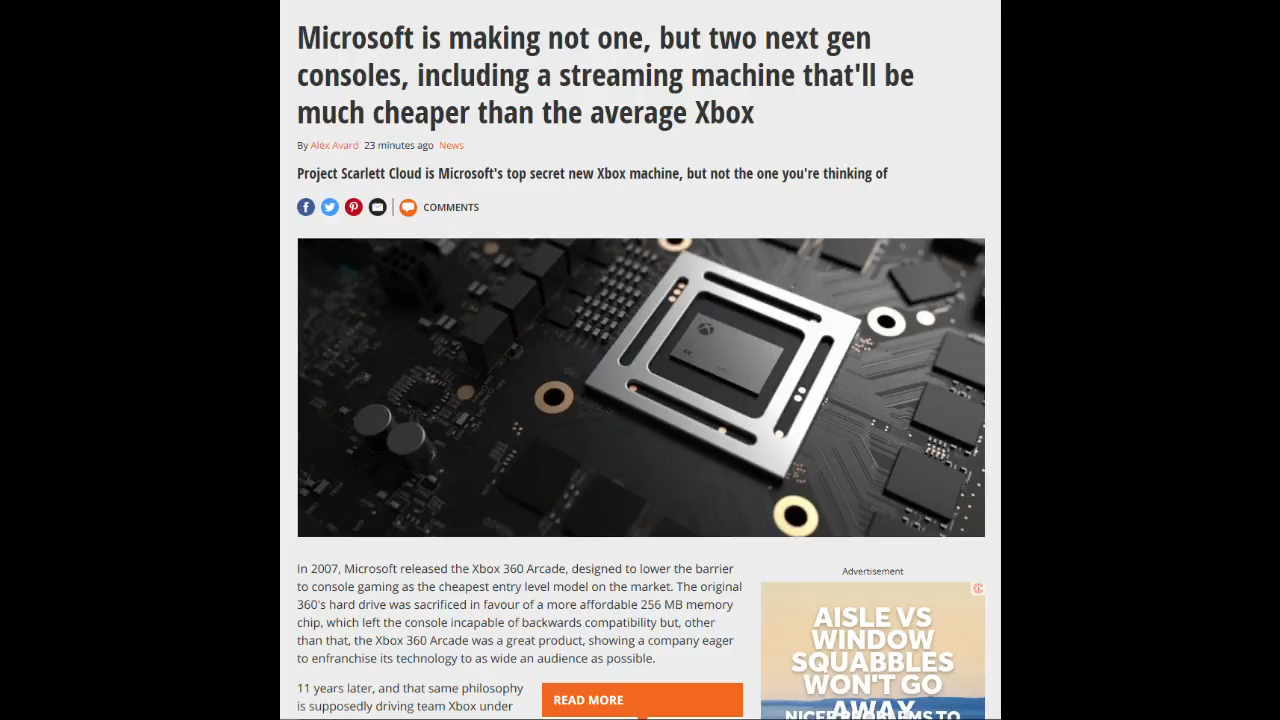 Microsoft is making not one, but two next gen
consoles, including a streaming machine that'll be
much cheaper than the average Xbox
By Alex Avard 23 minutes ago News
Project Scarlett Cloud is Microsoft's top secret new Xbox machine, but not the one you're thinking of
COMMENTS
In 2007, Microsoft released the Xbox 360 Arcade, designed to lower the barrier
to console gaming as the cheapest entry level model on the market. The original
360's hard drive was sacrificed in favour of a more affordable 256 MB memory
chip, which left the console incapable of backwards compatibility but, other
than that, the Xbox 360 Arcade was a great product, showing a company eager
to enfranchise its technology to as wide an audience as possible.
11 years later, and that same philosophy
is supposedly driving team Xbox under
READ MORE
Advertisement
AISLE VS
WINDOW
SQUABBLES
WON'T GO
AWAY
NICER PROBLEMS TO